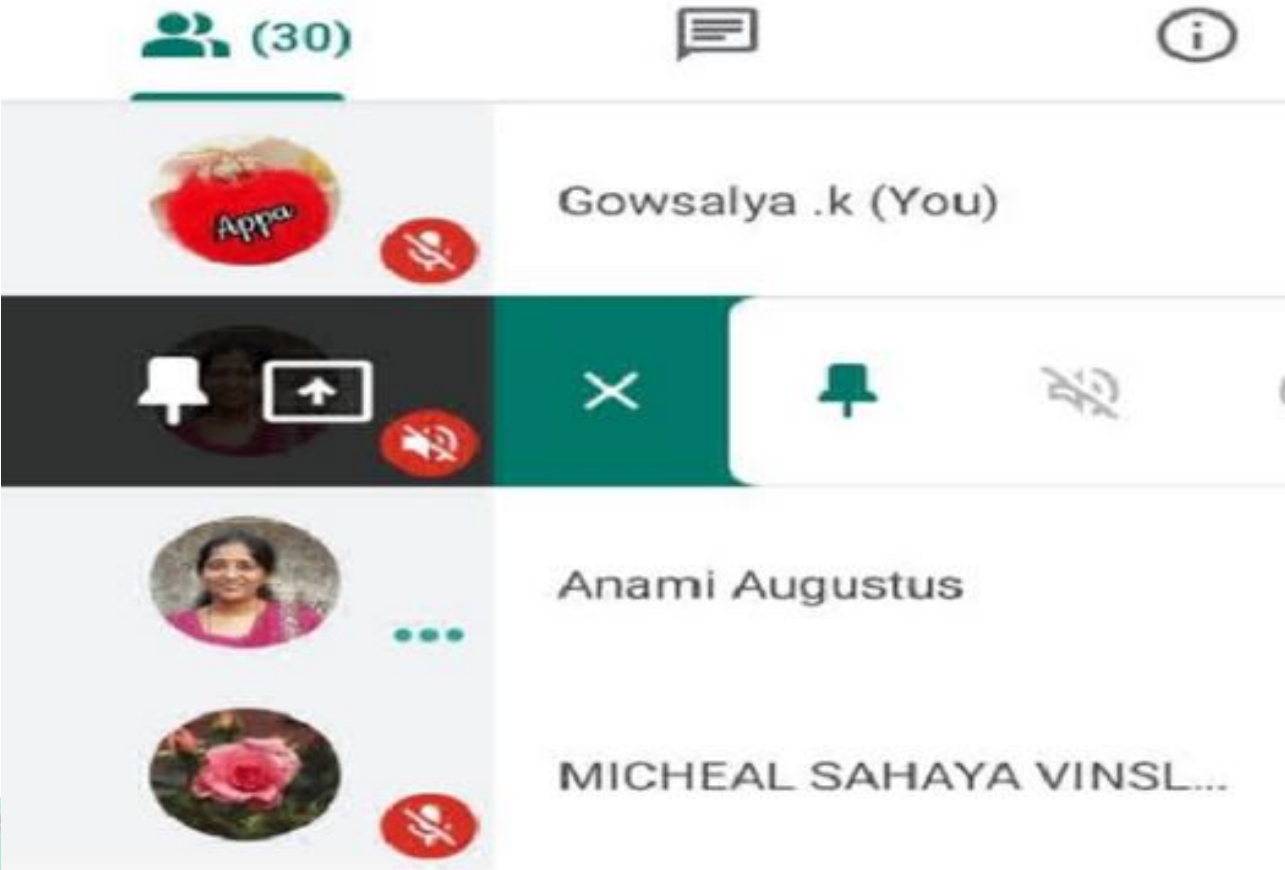 (30)
Appa
Gowsalya .k (You)
Anami Augustus
MICHEAL SAHAYA VINSL...